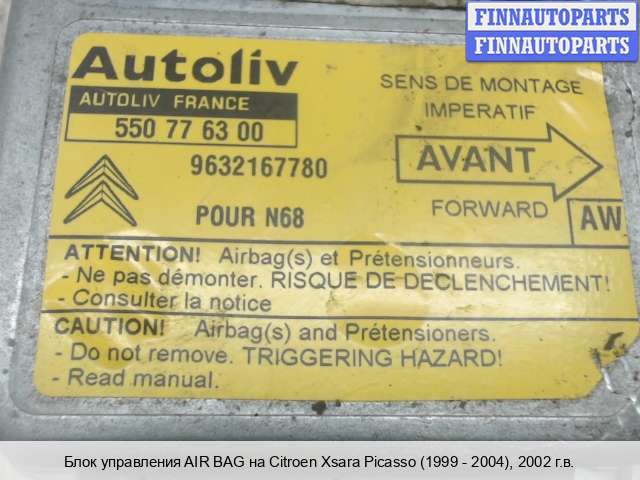 FINNAUTOPARTS
FINNAUTOPARTS
Autoliv
AUTOLIV FRANCE
550 77 63 00
9632167780
POUR N68
SENS DE MONTAGE
IMPERATIF
AVANT
FORWARD
AW
ATTENTION! Airbag(s) et Prétensionneurs.
- Ne pas démonter. RISQUE DE DECLENCHEMENT!
- Consulter la notice
CAUTION! Airbag(s) and Prétensioners.
- Do not remove. TRIGGERING HAZARD!
- Read manual.
Блок управления AIR BAG на Citroen Xsara Picasso (1999 - 2004), 2002 г.в.